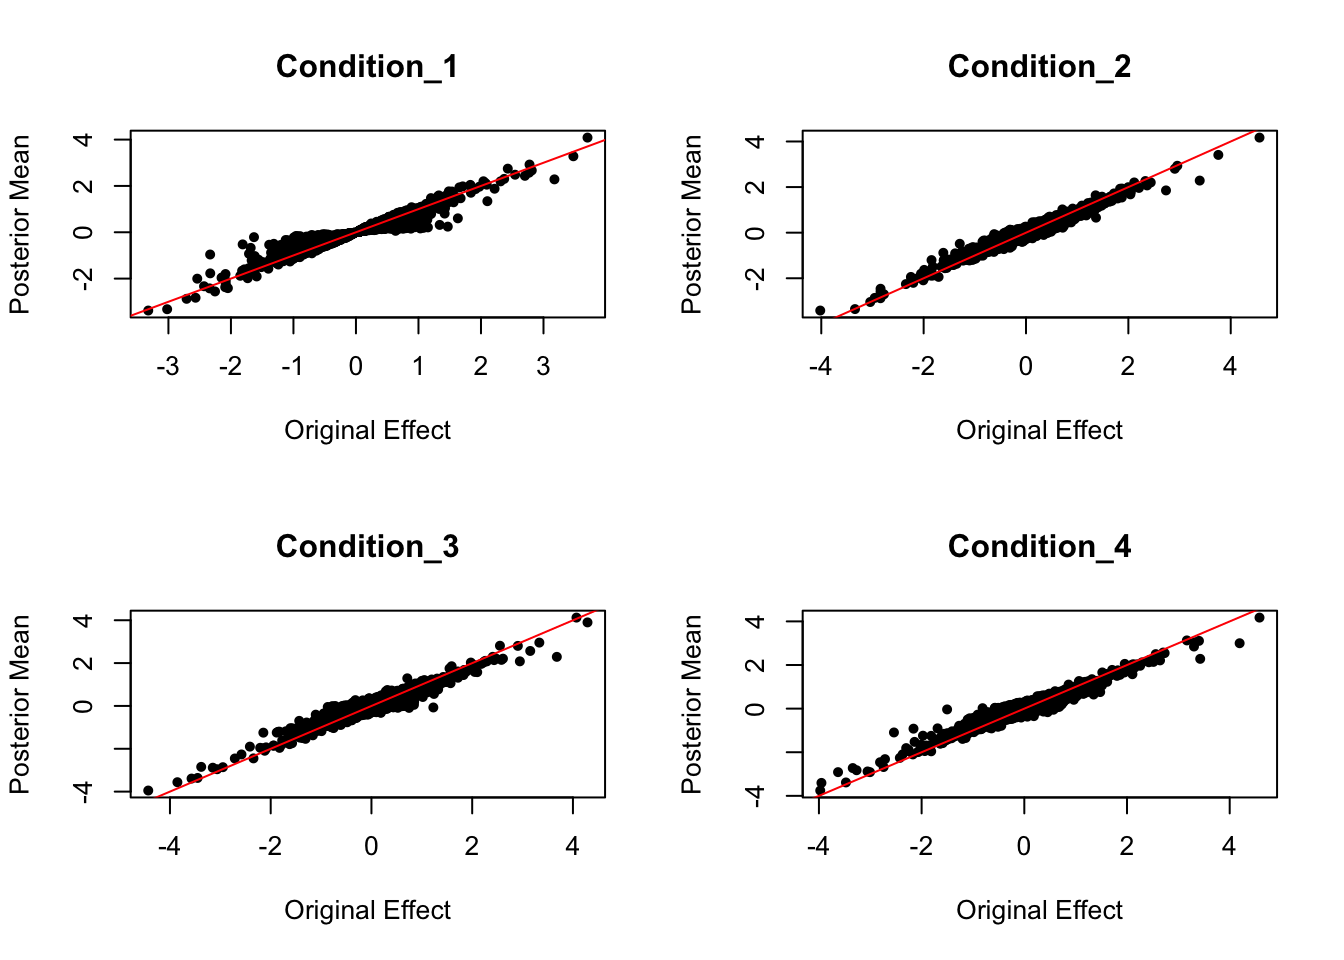 Condition_1
Posterior Mean
4
2
0
-2
-3 -2 -1 0 1 2 3
Original Effect
Condition_2
Posterior Mean
4
2
0
-2
-4 -2 0 2 4
Original Effect
Condition_3
Posterior Mean
4
2
0
-4
-4 -2 0 2 4
Original Effect
Condition_4
Posterior Mean
4
2
0
-4
-4 -2 0 2 4
Original Effect